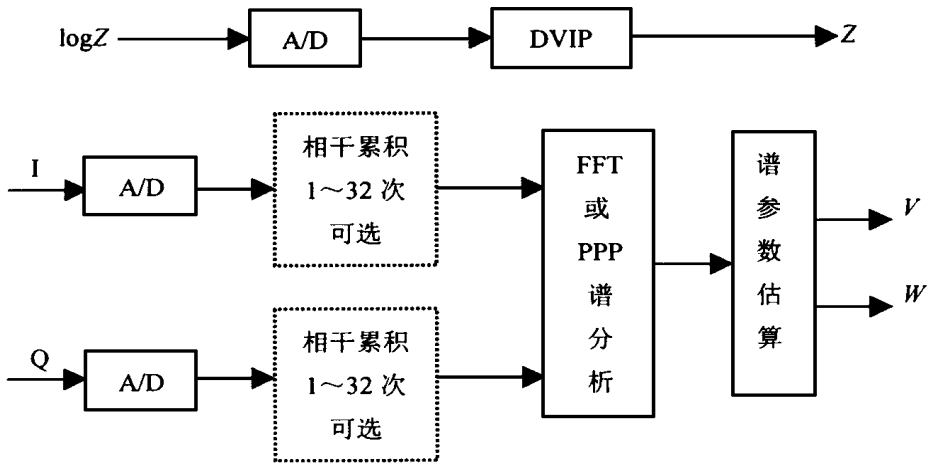 logZ
A/D
DVIP
Z
I
A/D
相干累积
1～32 次
可选
FFT
或
PPP
谱
分
析
谱
参
数
估
算
V
W
Q
A/D
相干累积
1～32 次
可选